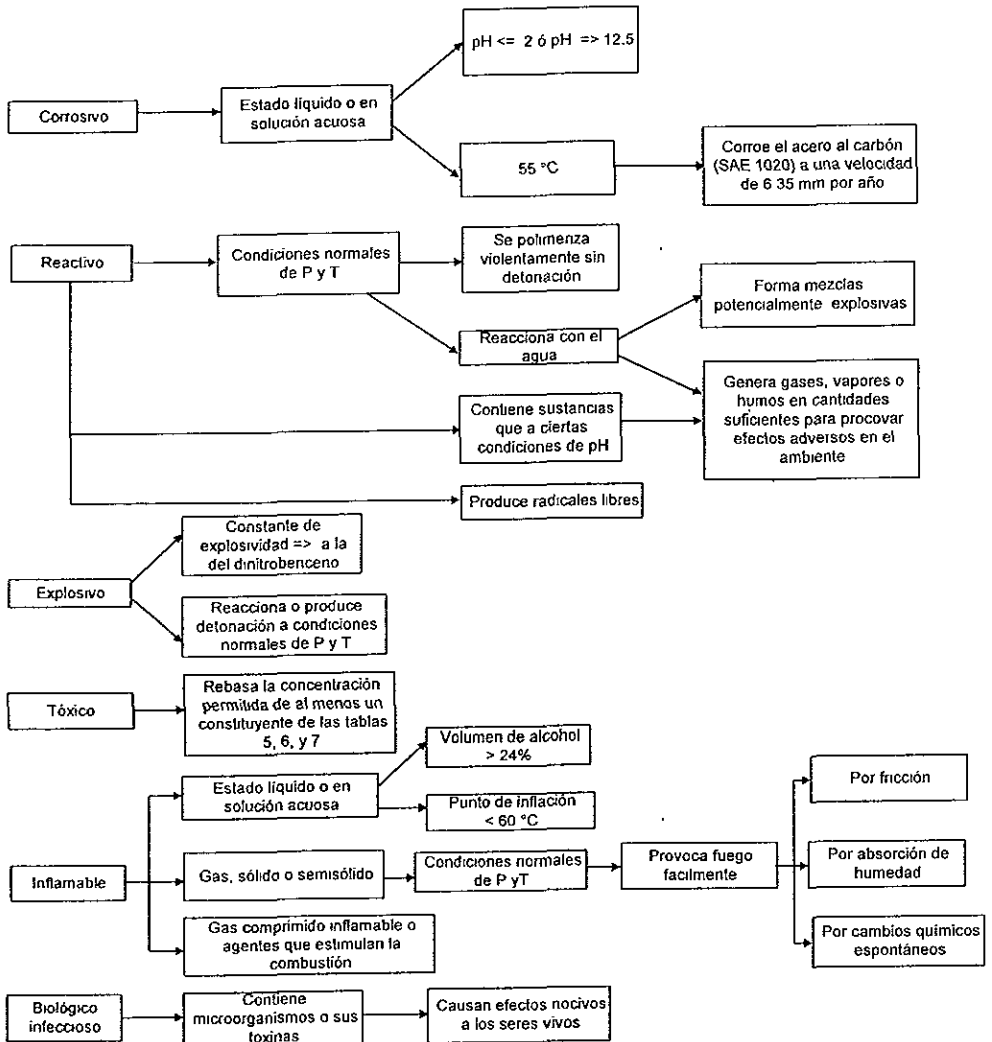 pH <= 2 ó pH => 12.5
Corrosivo
Estado líquido o en
solución acuosa
55 °C
Corroe el acero al carbón
(SAE 1020) a una velocidad
de 6 35 mm por año
Reactivo
Condiciones normales
de P y T
Se polimenza
violentamente sin
detonación
Forma mezclas
potencialmente explosivas
Reacciona con el
agua
Genera gases, vapores o
humos en cantidades
suficientes para procovar
efectos adversos en el
ambiente
Contiene sustancias
que a ciertas
condiciones de pH
Produce radicales libres
Explosivo
Constante de
explosividad => a la
del dinitrobenceno
Reacciona o produce
detonación a condiciones
normales de P y T
Tóxico
Rebasa la concentración
permitida de al menos un
constituyente de las tablas
5, 6, y 7
Inflamable
Estado líquido o en
solución acuosa
Volumen de alcohol
> 24%
Punto de inflación
< 60 °C
Gas, sólido o semisólido
Condiciones normales
de P yT
Provoca fuego
facilmente
Por fricción
Por absorción de
humedad
Por cambios químicos
espontáneos
Gas comprimido inflamable o
agentes que estimulan la
combustión
Biológico
infeccioso
Contiene
microorganismos o sus
toxinas
Causan efectos nocivos
a los seres vivos